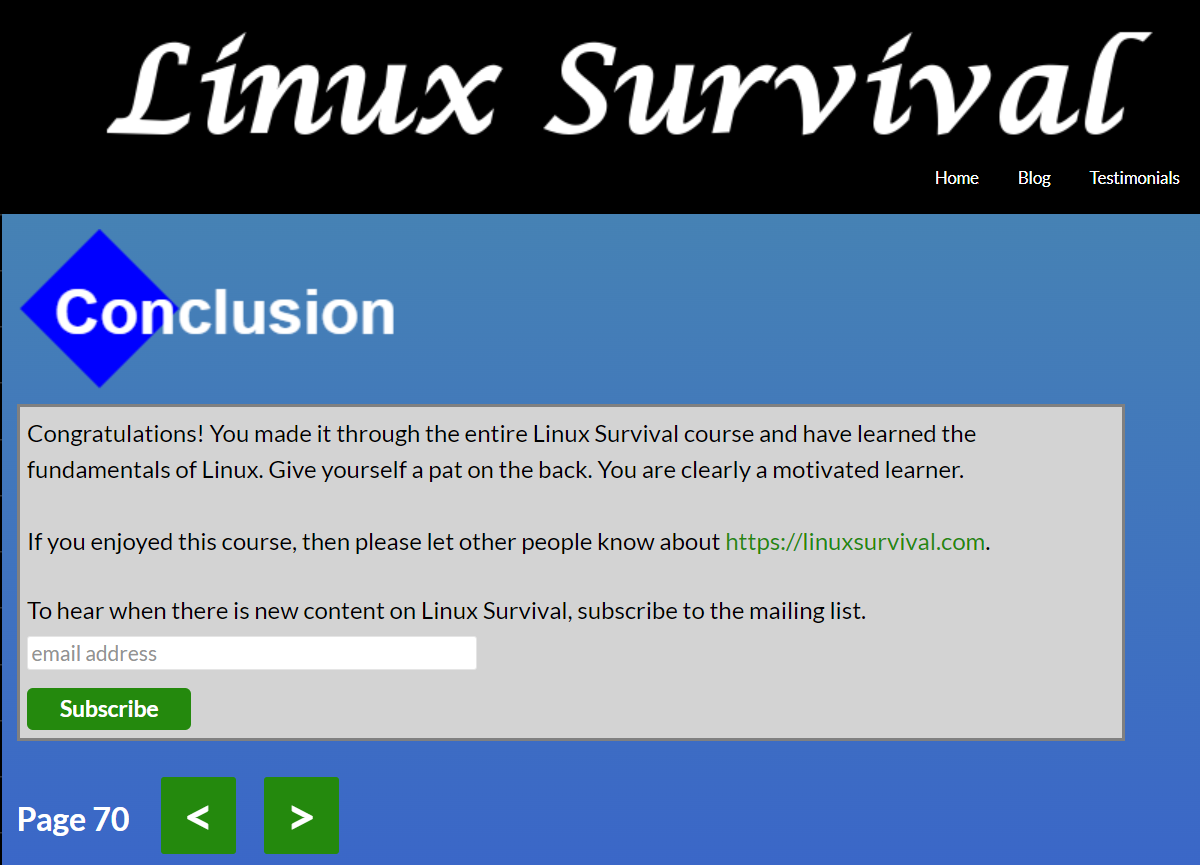 Linux Survival
Home Blog Testimonials
Conclusion
Congratulations! You made it through the entire Linux Survival course and have learned the
fundamentals of Linux. Give yourself a pat on the back. You are clearly a motivated learner.
If you enjoyed this course, then please let other people know about https://linuxsurvival.com.
To hear when there is new content on Linux Survival, subscribe to the mailing list.
email address
Subscribe
Page 70 < >